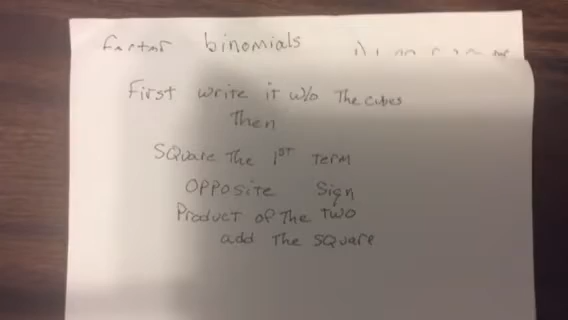 factor binomials
First write it w/o The cubes
Then
SQuare The 1ST Term
OPPOSite Sign
Product of The Two
add The SQuare